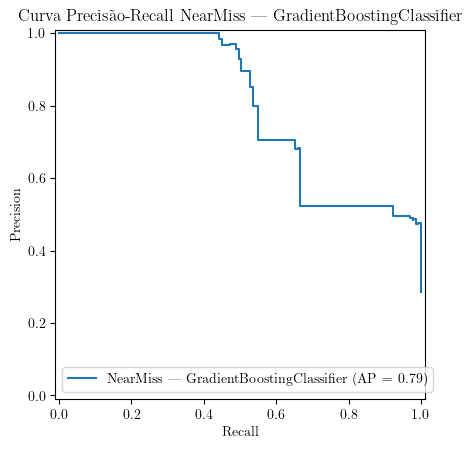 Curva Precisão-Recall NearMiss — GradientBoostingClassifier
1.0
0.8
0.6
0.4
0.2
0.0
Precision
NearMiss — GradientBoostingClassifier (AP = 0.79)
0.0 0.2 0.4 0.6 0.8 1.0
Recall